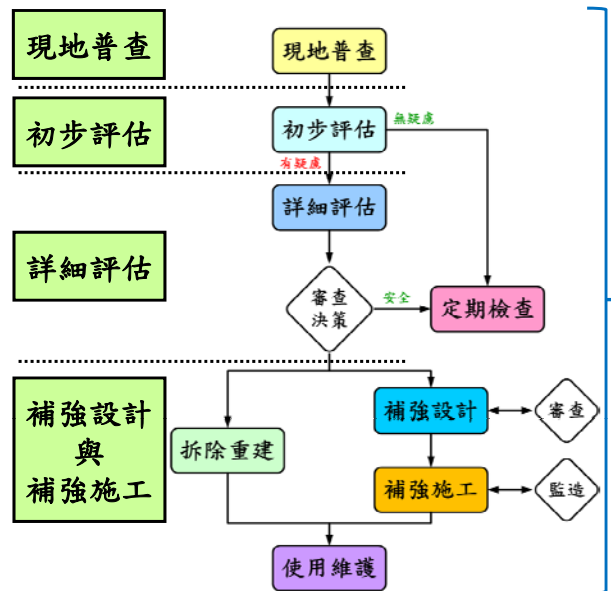 現地普查
現地普查
初步評估
初步評估
無疑慮
有疑慮
詳細評估
詳細評估
審查
決策
安全
定期檢查
補強設計
與
補強施工
拆除重建
補強設計
審查
補強施工
監造
使用維護